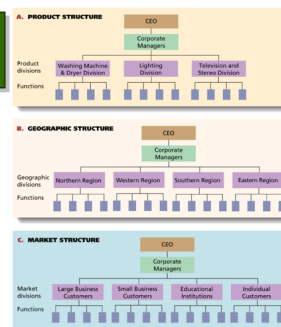 A. PRODUCT STRUCTURE
CEO
Corporate
Managers
Product
divisions
Washing Machine
& Dryer Division
Lighting
Division
Television and
Stereo Division
Functions
B. GEOGRAPHIC STRUCTURE
CEO
Corporate
Managers
Geographic
divisions
Northern Region
Western Region
Southern Region
Eastern Region
Functions
C. MARKET STRUCTURE
CEO
Corporate
Managers
Market
divisions
Large Business
Customers
Small Business
Customers
Educational
Institutions
Individual
Customers
Functions